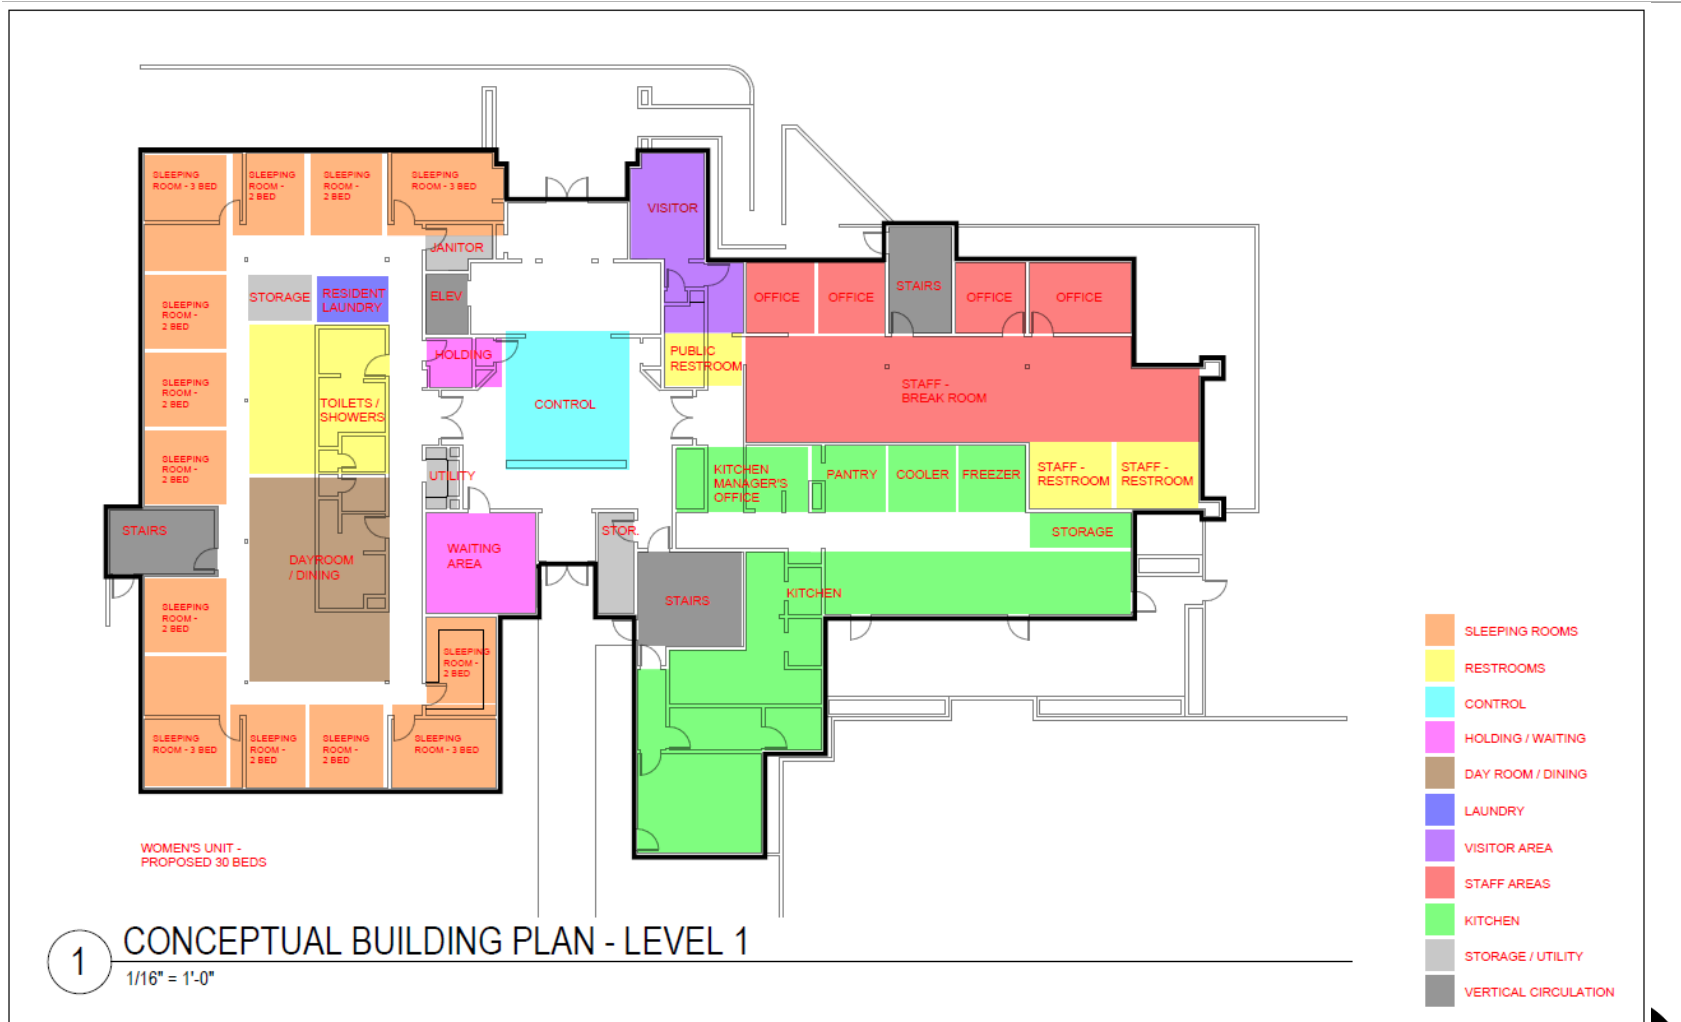 SLEEPING
ROOM - 3 BED
SLEEPING
ROOM -
2 BED
SLEEPING
ROOM -
2 BED
SLEEPING
ROOM - 3 BED
VISITOR
JANITOR
STORAGE
RESIDENT
LAUNDRY
ELEV
OFFICE
OFFICE
STAIRS
OFFICE
OFFICE
SLEEPING
ROOM -
2 BED
HOLDING
PUBLIC
RESTROOM
SLEEPING
ROOM -
2 BED
TOILETS /
SHOWERS
CONTROL
STAFF -
BREAK ROOM
SLEEPING
ROOM -
2 BED
UTILITY
KITCHEN
MANAGER'S
OFFICE
PANTRY
COOLER
FREEZER
STAFF -
RESTROOM
STAFF -
RESTROOM
STAIRS
STOR.
STORAGE
DAYROOM
/ DINING
WAITING
AREA
SLEEPING
ROOM -
2 BED
STAIRS
KITCHEN
SLEEPING
ROOM -
2 BED
SLEEPING
ROOM - 3 BED
SLEEPING
ROOM -
2 BED
SLEEPING
ROOM -
2 BED
SLEEPING
ROOM - 3 BED
SLEEPING ROOMS
RESTROOMS
CONTROL
HOLDING / WAITING
DAY ROOM / DINING
LAUNDRY
VISITOR AREA
STAFF AREAS
KITCHEN
STORAGE / UTILITY
VERTICAL CIRCULATION
WOMEN'S UNIT -
PROPOSED 30 BEDS
1
CONCEPTUAL BUILDING PLAN - LEVEL 1
1/16" = 1'-0"